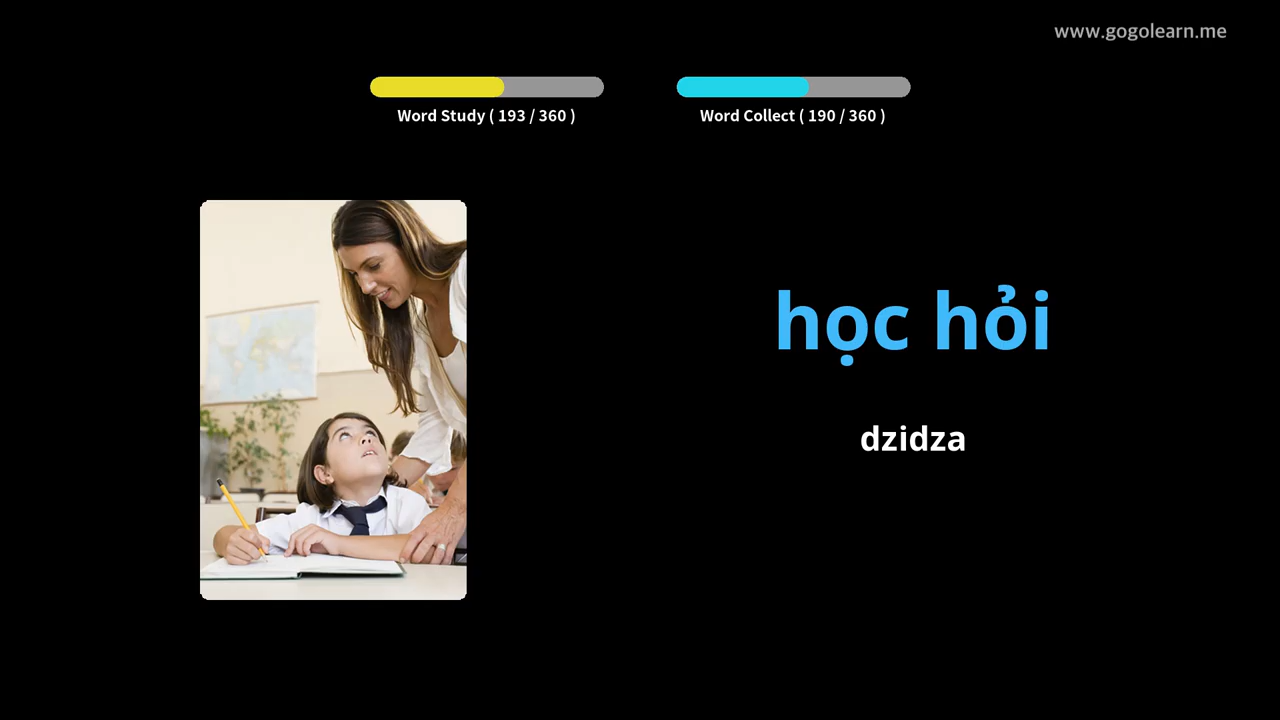 www.gogolearn.me
Word Study ( 193 / 360 )
Word Collect ( 190 / 360 )
học hỏi
dzidza